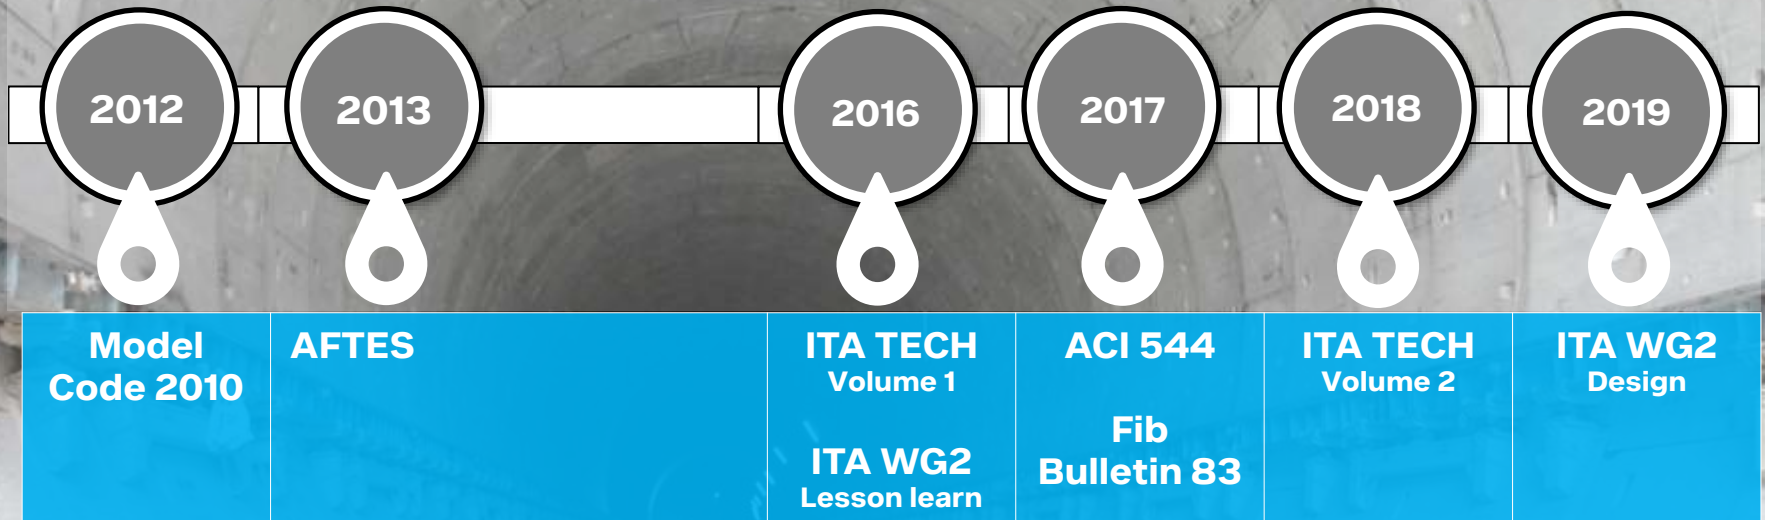 2012
2013
2016
2017
2018
2019
Model
Code 2010
AFTES
ITA TECH
Volume 1
ITA WG2
Lesson learn
ACI 544
Fib
Bulletin 83
ITA TECH
Volume 2
ITA WG2
Design